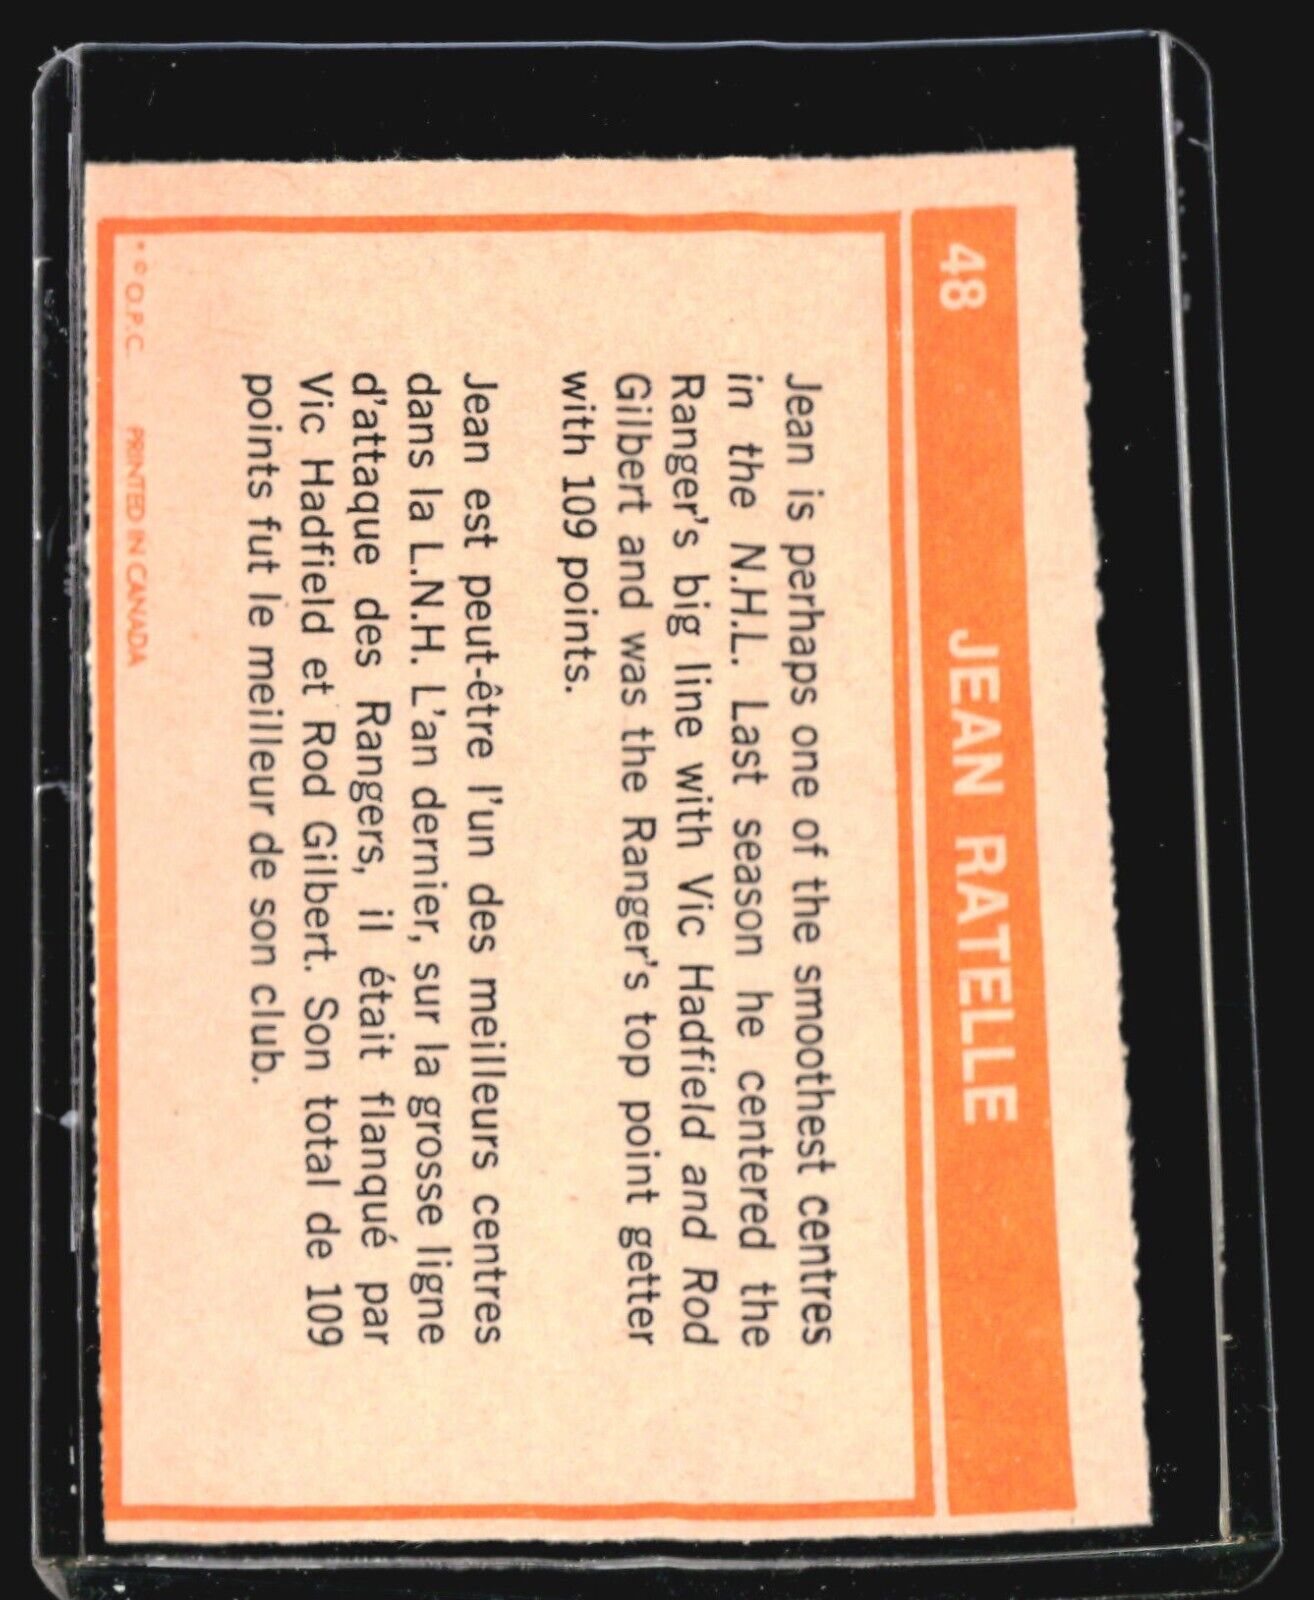 48 JEAN RATELLE
Jean is perhaps one of the smoothest centres
in the N.H.L. Last season he centered the
Ranger's big line with Vic Hadfield and Rod
Gilbert and was the Ranger's top point getter
with 109 points.
Jean est peut-être l'un des meilleurs centres
dans la L.N.H. L'an dernier, sur la grosse ligne
d'attaque des Rangers, il était flanqué par
Vic Hadfield et Rod Gilbert. Son total de 109
points fut le meilleur de son club.
* © O.P.C. PRINTED IN CANADA